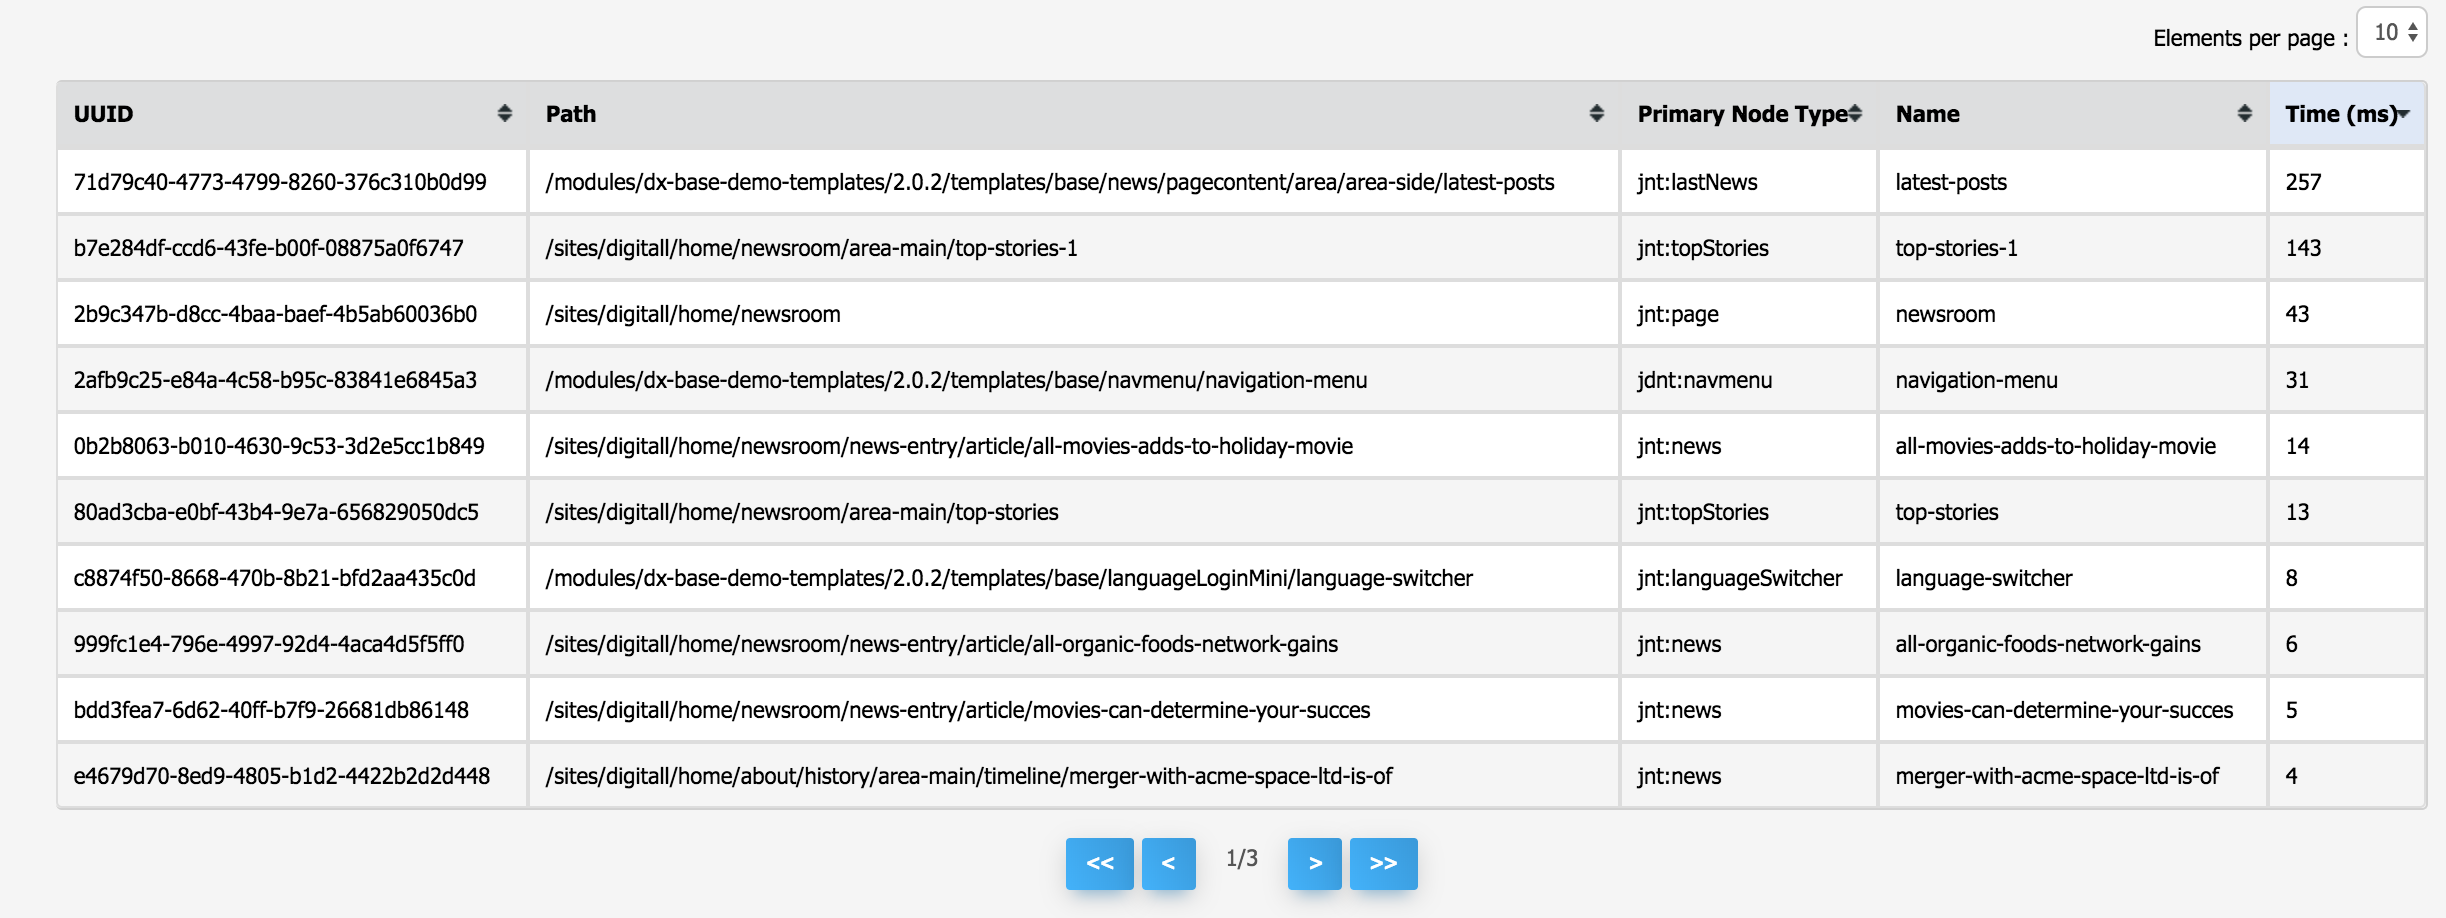 Elements per page : 10
UUID Path Primary Node Type Name Time (ms)
71d79c40-4773-4799-8260-376c310b0d99 /modules/dx-base-demo-templates/2.0.2/templates/base/news/pagecontent/area/area-side/latest-posts jnt:lastNews latest-posts 257
b7e284df-ccd6-43fe-b00f-08875a0f6747 /sites/digitall/home/newsroom/area-main/top-stories-1 jnt:topStories top-stories-1 143
2b9c347b-d8cc-4baa-baef-4b5ab60036b0 /sites/digitall/home/newsroom jnt:page newsroom 43
2afb9c25-e84a-4c58-b95c-83841e6845a3 /modules/dx-base-demo-templates/2.0.2/templates/base/navmenu/navigation-menu jdnt:navmenu navigation-menu 31
0b2b8063-b010-4630-9c53-3d2e5cc1b849 /sites/digitall/home/newsroom/news-entry/article/all-movies-adds-to-holiday-movie jnt:news all-movies-adds-to-holiday-movie 14
80ad3cba-e0bf-43b4-9e7a-656829050dc5 /sites/digitall/home/newsroom/area-main/top-stories jnt:topStories top-stories 13
c8874f50-8668-470b-8b21-bfd2aa435c0d /modules/dx-base-demo-templates/2.0.2/templates/base/languageLoginMini/language-switcher jnt:languageSwitcher language-switcher 8
999fc1e4-796e-4997-92d4-4aca4d5f5ff0 /sites/digitall/home/newsroom/news-entry/article/all-organic-foods-network-gains jnt:news all-organic-foods-network-gains 6
bdd3fea7-6d62-40ff-b7f9-26681db86148 /sites/digitall/home/newsroom/news-entry/article/movies-can-determine-your-succes jnt:news movies-can-determine-your-succes 5
e4679d70-8ed9-4805-b1d2-4422b2d2d448 /sites/digitall/home/about/history/area-main/timeline/merger-with-acme-space-ltd-is-of jnt:news merger-with-acme-space-ltd-is-of 4
<< < 1/3 > >>